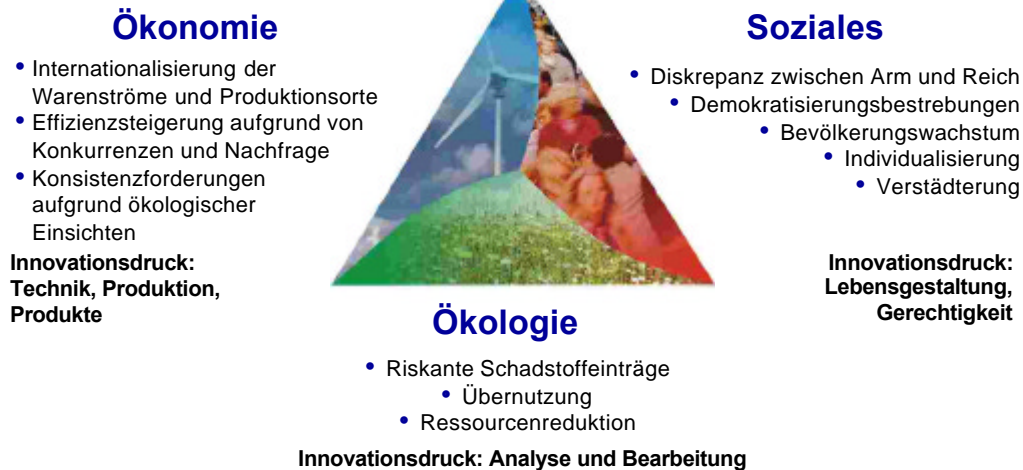 Ökonomie
• Internationalisierung der
Warenströme und Produktionsorte
• Effizienzsteigerung aufgrund von
Konkurrenzen und Nachfrage
• Konsistenzforderungen
aufgrund ökologischer
Einsichten
Innovationsdruck:
Technik, Produktion,
Produkte
Soziales
• Diskrepanz zwischen Arm und Reich
• Demokratisierungsbestrebungen
• Bevölkerungswachstum
• Individualisierung
• Verstädterung
Innovationsdruck:
Lebensgestaltung,
Gerechtigkeit
Ökologie
• Riskante Schadstoffeinträge
• Übernutzung
• Ressourcenreduktion
Innovationsdruck: Analyse und Bearbeitung